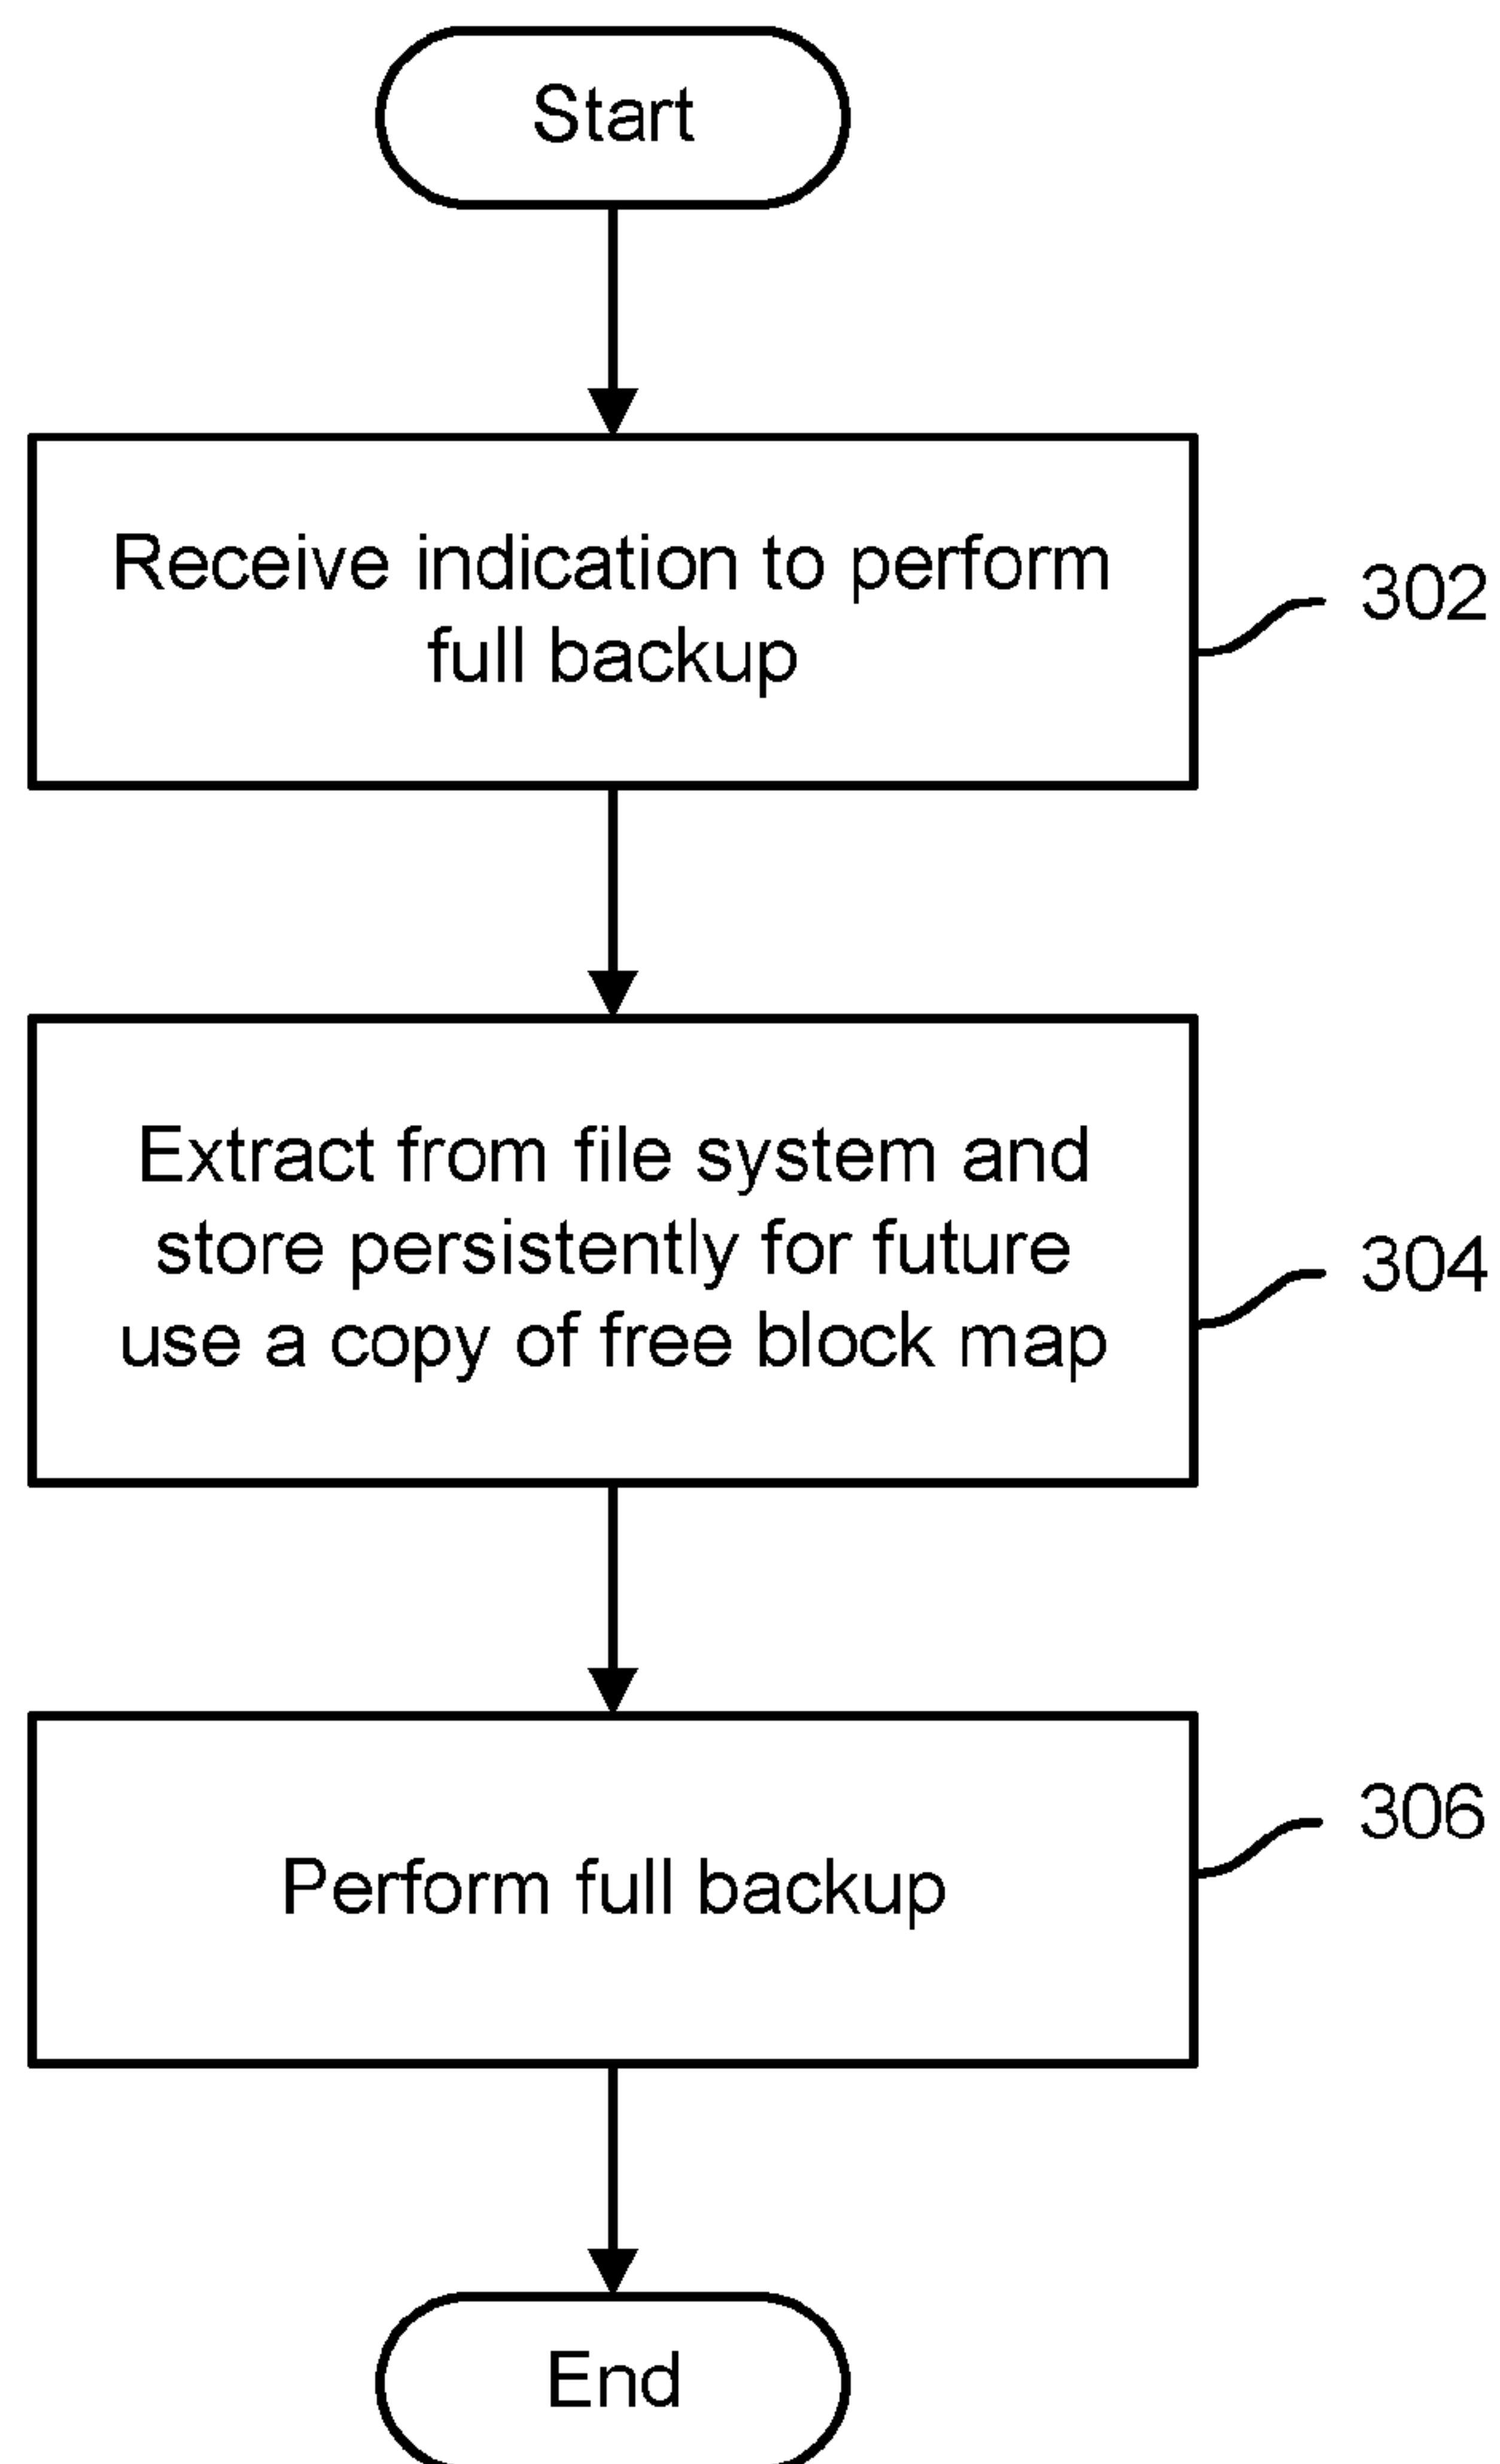 Start
Receive indication to perform
full backup
302
Extract from file system and
store persistently for future
use a copy of free block map
304
Perform full backup
306
End